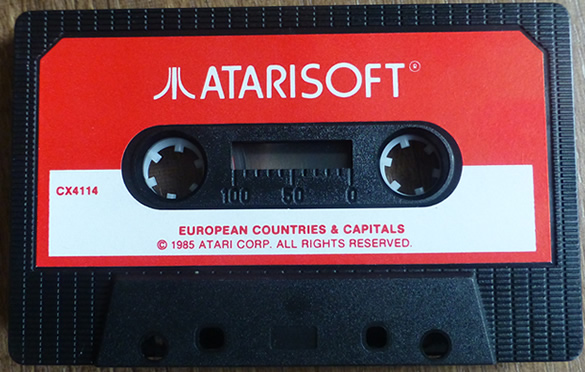 ATARISOFT®
CX4114
100 50 0
EUROPEAN COUNTRIES & CAPITALS
© 1985 ATARI CORP. ALL RIGHTS RESERVED.